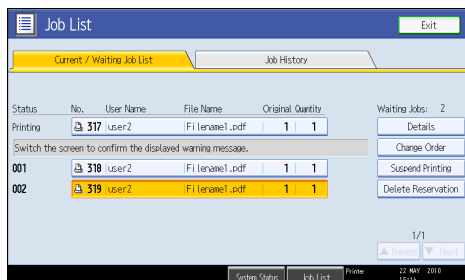 Job List Exit
Current / Waiting Job List Job History
Status No. User Name File Name Original Quantity Waiting Jobs: 2
Printing 317 user2 Filename1.pdf 1 1 Details
Switch the screen to confirm the displayed warning message. Change Order
001 318 user2 Filename1.pdf 1 1 Suspend Printing
002 319 user2 Filename1.pdf 1 1 Delete Reservation
1/1
▲ Previous ▼ Next
System Status Job List Printer 22 MAY 2010
15:14